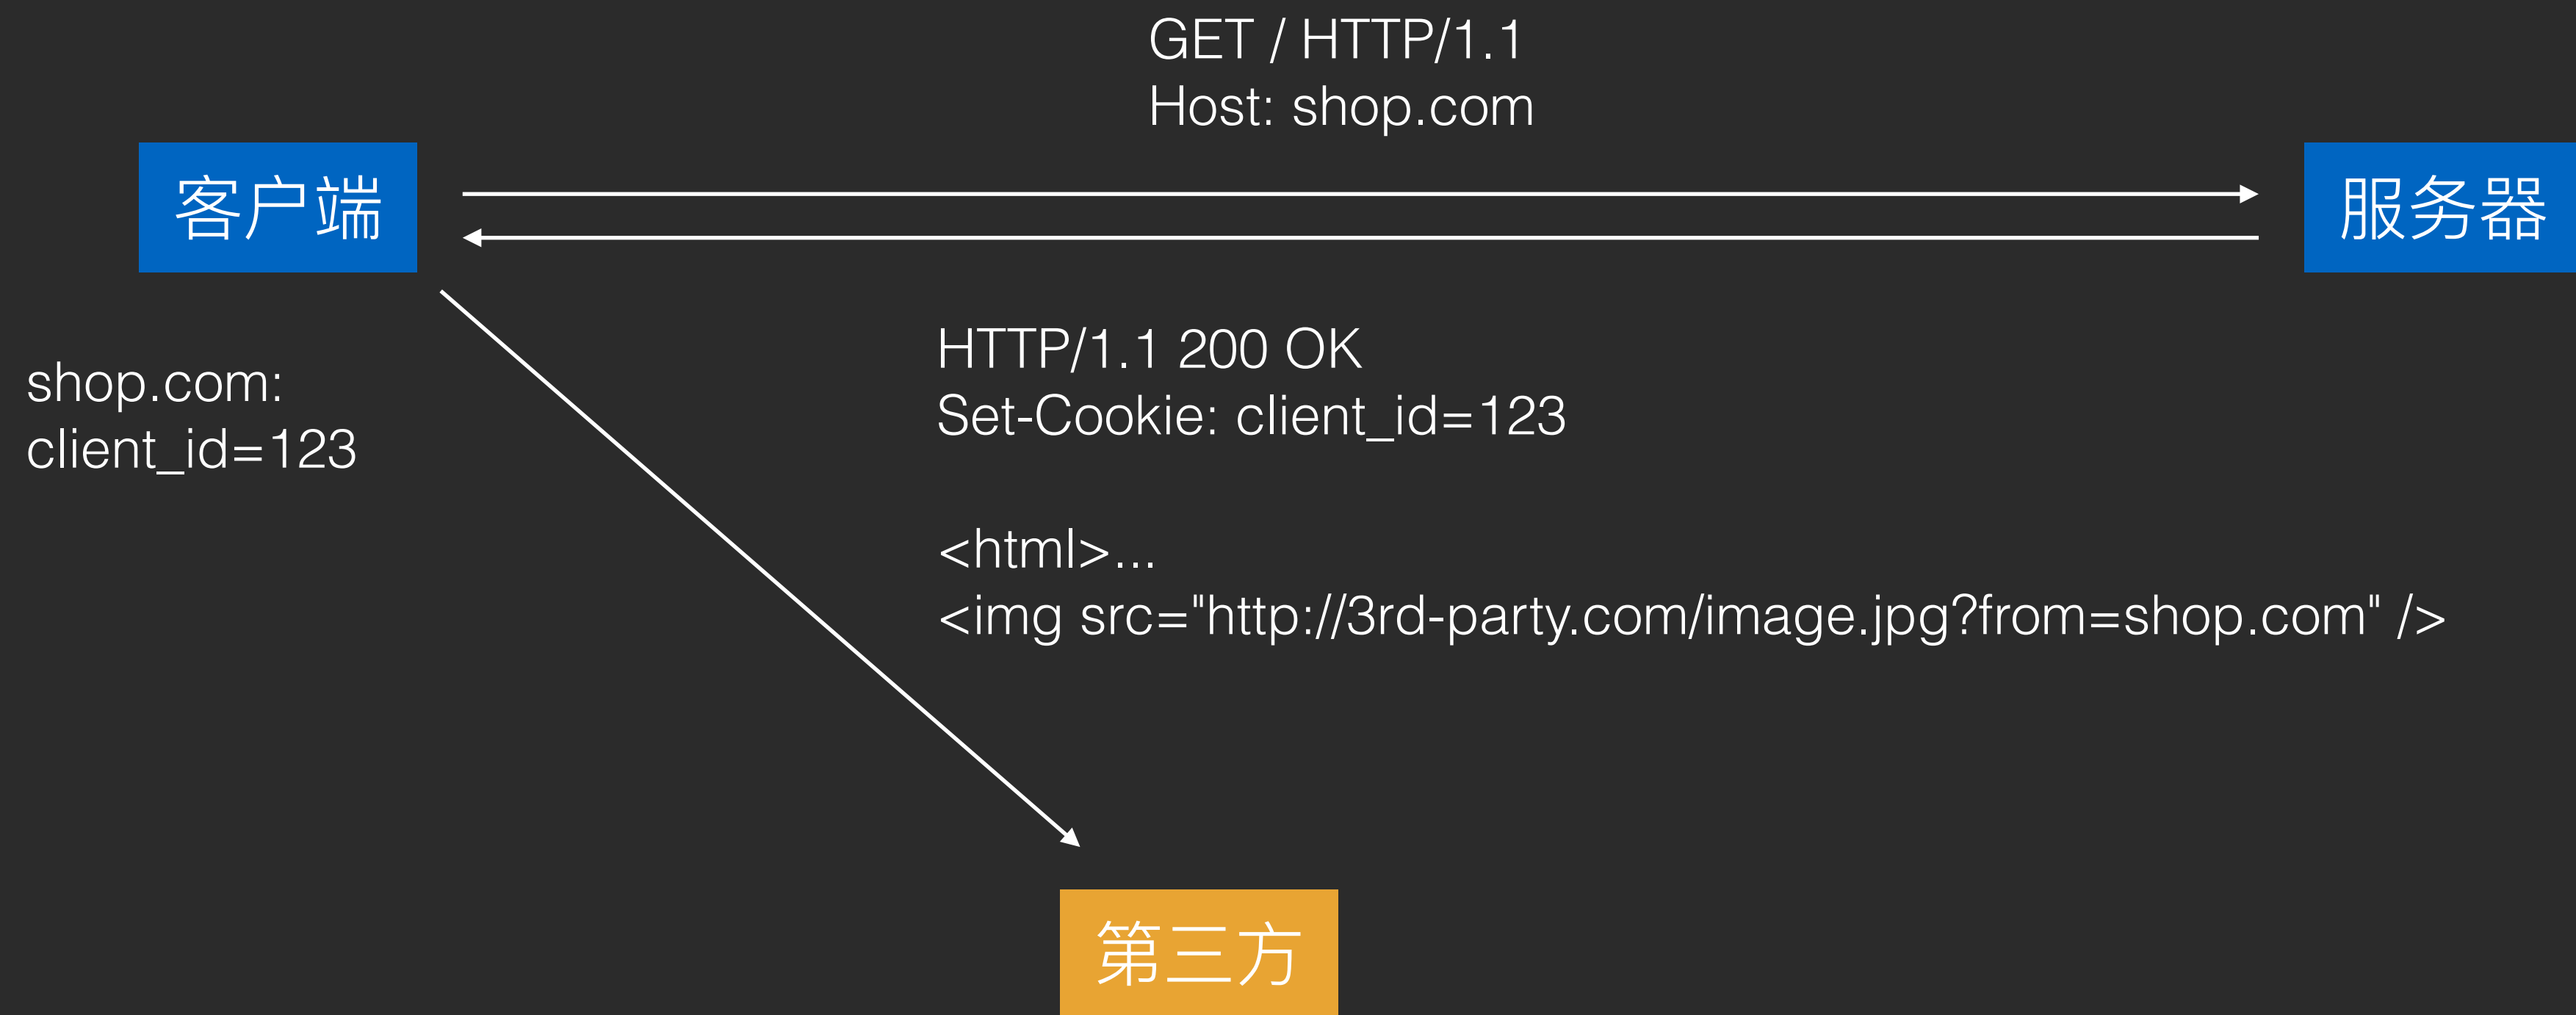 GET / HTTP/1.1
Host: shop.com
客户端
服务器
shop.com:
client_id=123
HTTP/1.1 200 OK
Set-Cookie: client_id=123
<html>...
<img src="http://3rd-party.com/image.jpg?from=shop.com" />
第三方